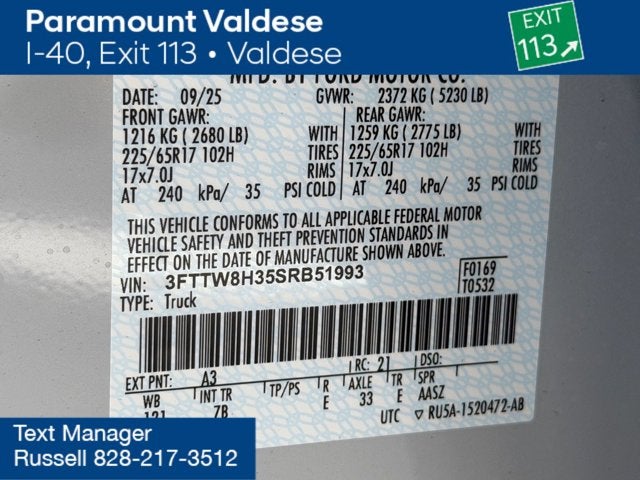 Paramount Valdese
I-40, Exit 113 • Valdese
EXIT
113
MFD. BY FORD MOTOR CO.
DATE: 09/25 GVWR: 2372 KG ( 5230 LB)
FRONT GAWR: REAR GAWR:
1216 KG ( 2680 LB) WITH 1259 KG ( 2775 LB) WITH
225/65R17 102H TIRES 225/65R17 102H TIRES
17x7.0J RIMS 17x7.0J RIMS
AT 240 kPa/ 35 PSI COLD AT 240 kPa/ 35 PSI COLD
THIS VEHICLE CONFORMS TO ALL APPLICABLE FEDERAL MOTOR
VEHICLE SAFETY AND THEFT PREVENTION STANDARDS IN
EFFECT ON THE DATE OF MANUFACTURE SHOWN ABOVE.
VIN: 3FTTW8H35SRB51993 F0169
TYPE: Truck T0532
EXT PNT: A3 RC: 21 DSO:
WB INT TR TP/PS R AXLE TR SPR
121 7B E 33 E AASZ
UTC RU5A-1520472-AB
Text Manager
Russell 828-217-3512